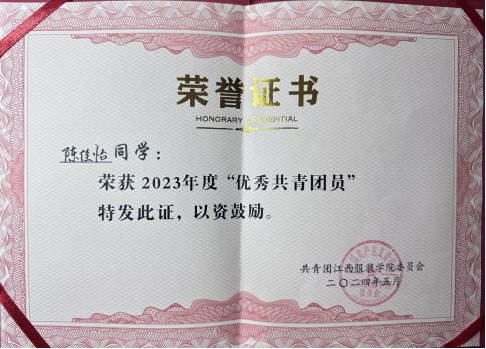 荣誉证书
HONORARY CREDENTIAL
陈佳怡同学：
荣获2023年度“优秀共青团员”
特发此证，以资鼓励。
共青团江西服装学院委员会
二〇二四年五月